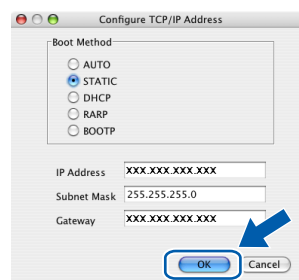 Configure TCP/IP Address
Boot Method
AUTO
STATIC
DHCP
RARP
BOOTP
IP Address XXX.XXX.XXX.XXX
Subnet Mask 255.255.255.0
Gateway XXX.XXX.XXX.XXX
OK Cancel